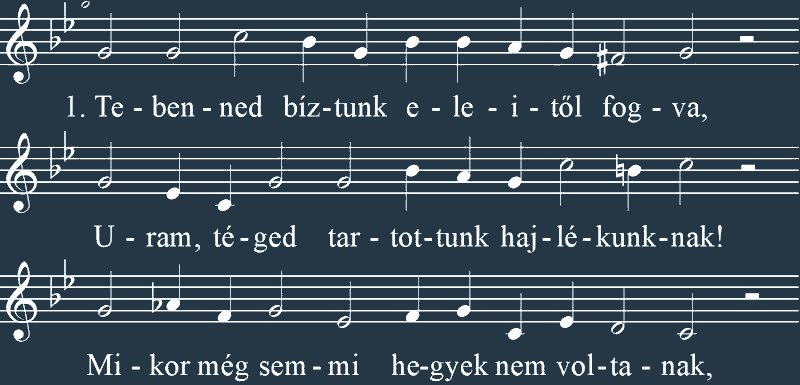 1. Te - ben - ned bíz-tunk e - le - i - től fog - va,
U - ram, té - ged tar - tot-tunk haj - lé - kunk-nak!
Mi - kor még sem - mi he-gyek nem vol-ta - nak,